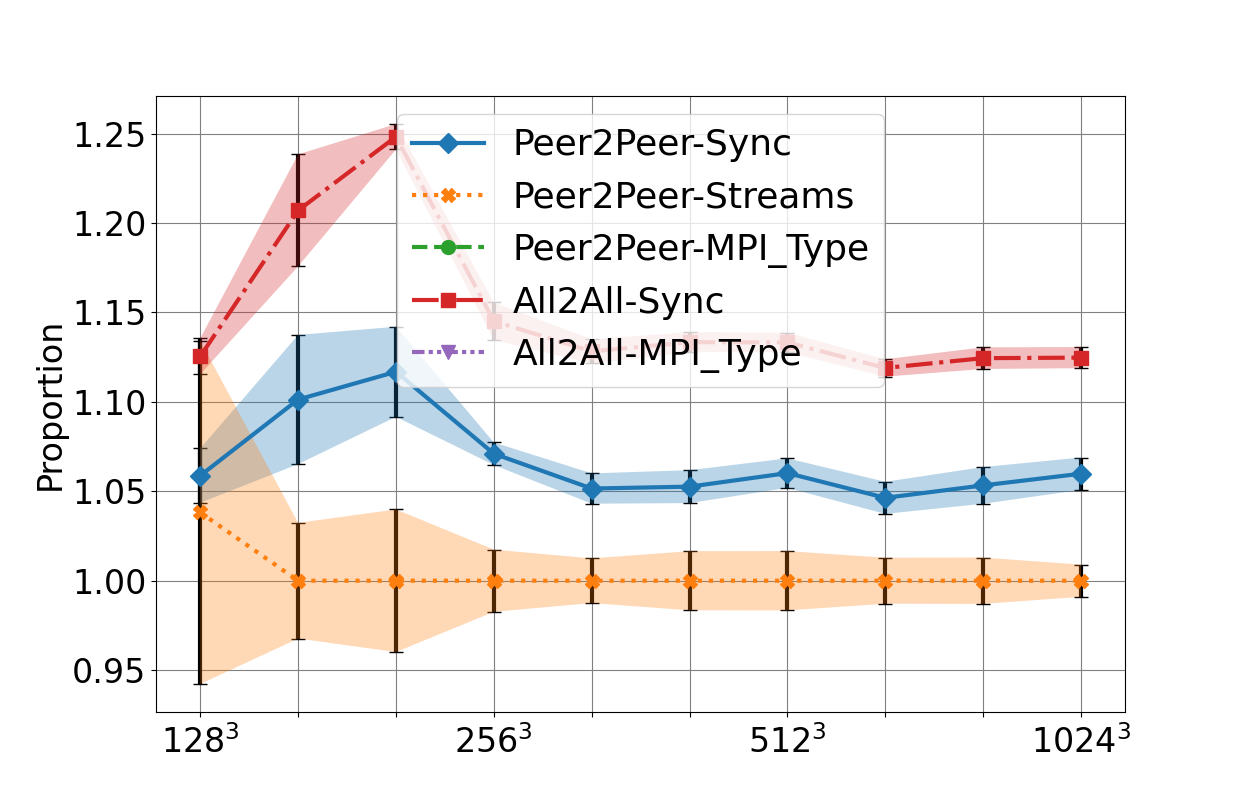 Proportion
1.25
1.20
1.15
1.10
1.05
1.00
0.95
Peer2Peer-Sync
Peer2Peer-Streams
Peer2Peer-MPI_Type
All2All-Sync
All2All-MPI_Type
128³ 256³ 512³ 1024³